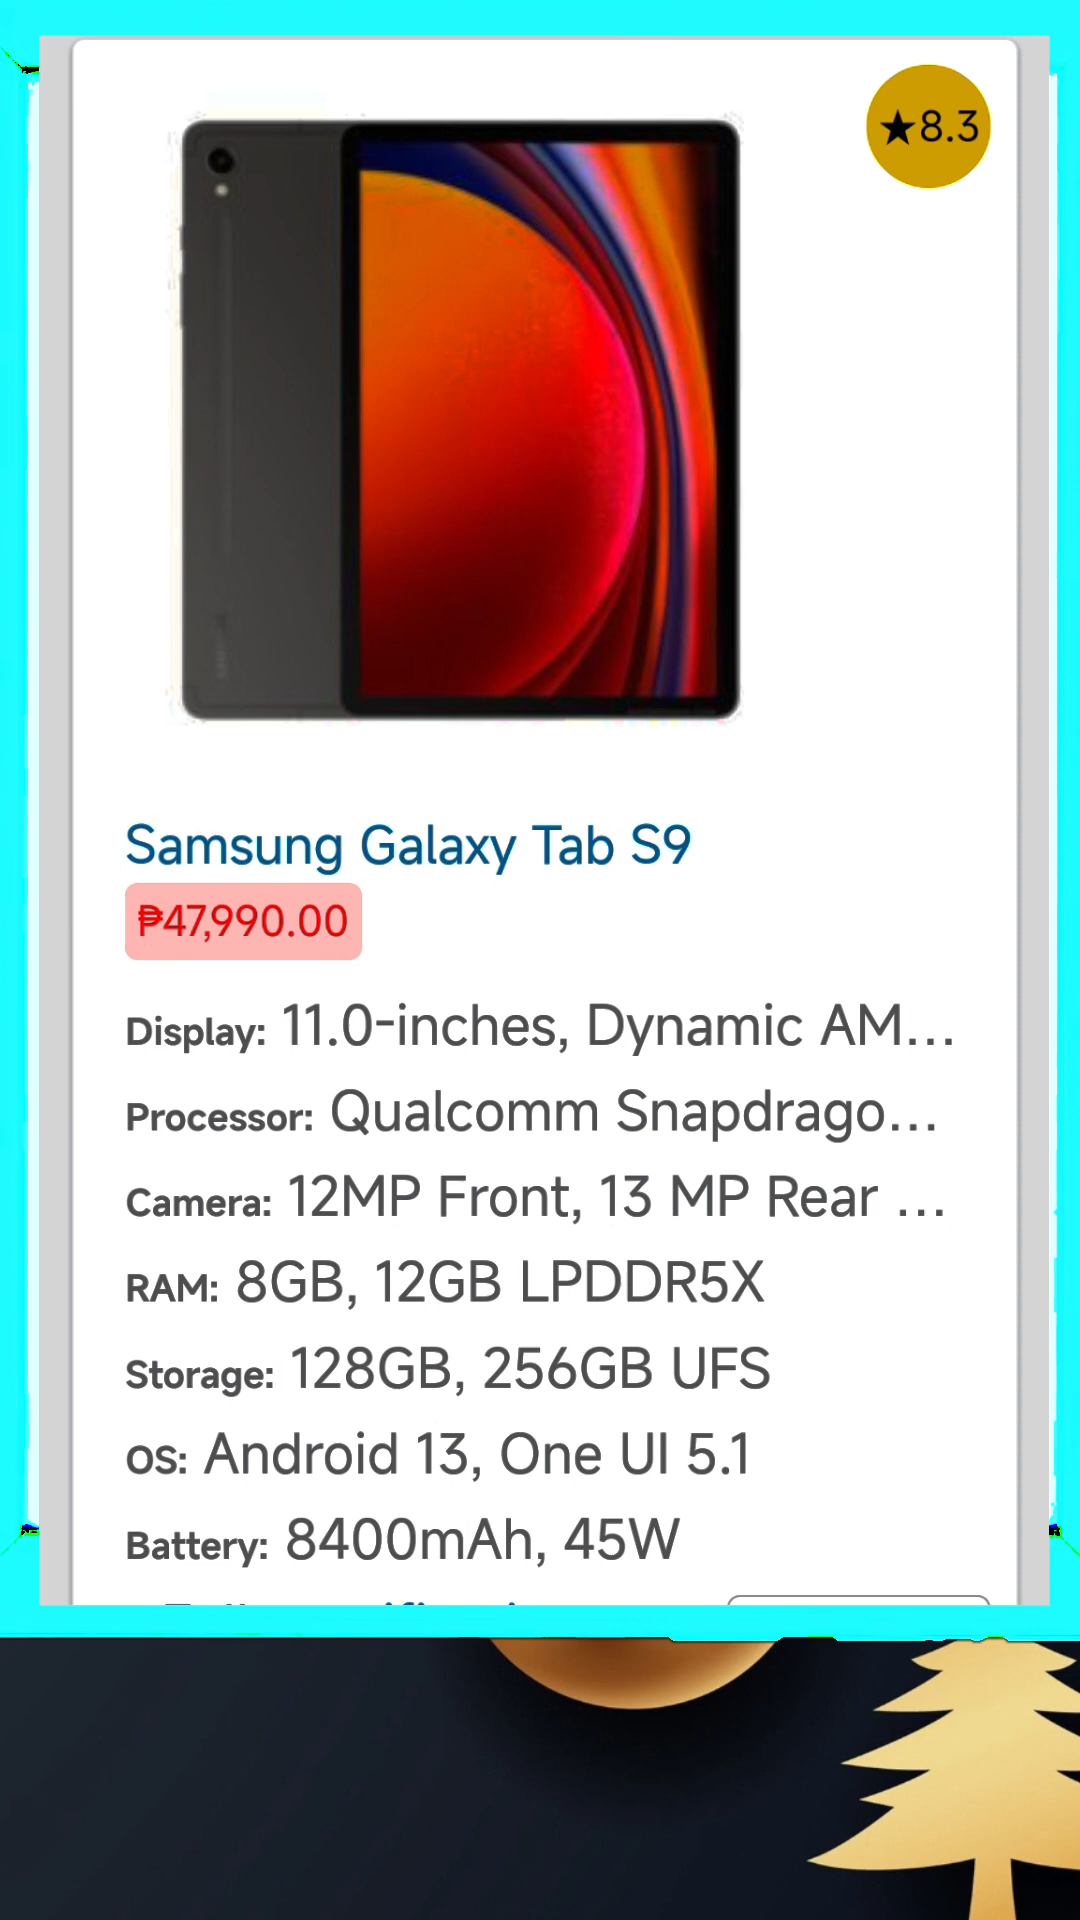 ★8.3
Samsung Galaxy Tab S9
₱47,990.00
Display: 11.0-inches, Dynamic AM...
Processor: Qualcomm Snapdrago...
Camera: 12MP Front, 13 MP Rear ...
RAM: 8GB, 12GB LPDDR5X
Storage: 128GB, 256GB UFS
OS: Android 13, One UI 5.1
Battery: 8400mAh, 45W